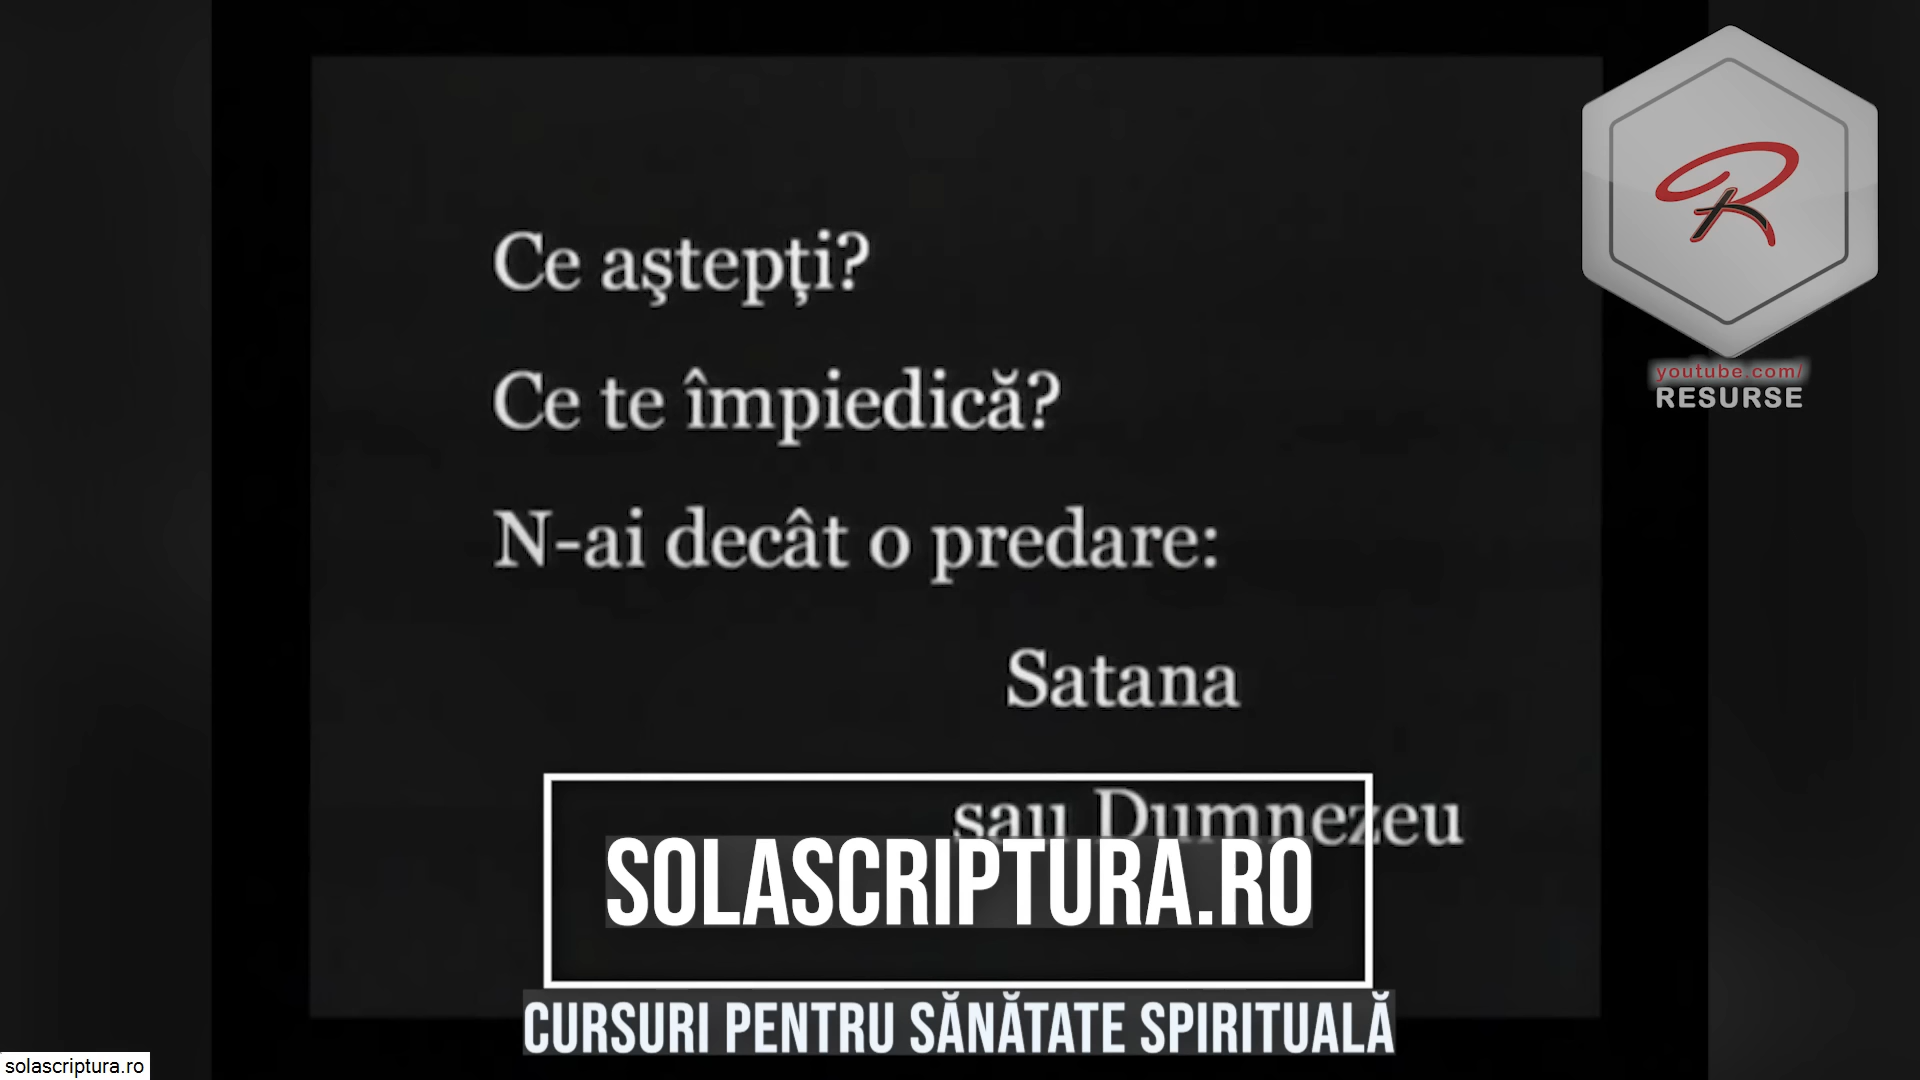 Ce aştepţi?
Ce te împiedică?
N-ai decât o predare:
Satana
sau Dumnezeu
SOLASCRIPTURA.RO
CURSURI PENTRU SĂNĂTATE SPIRITUALĂ
R
youtube.com/
RESURSE
solascriptura.ro